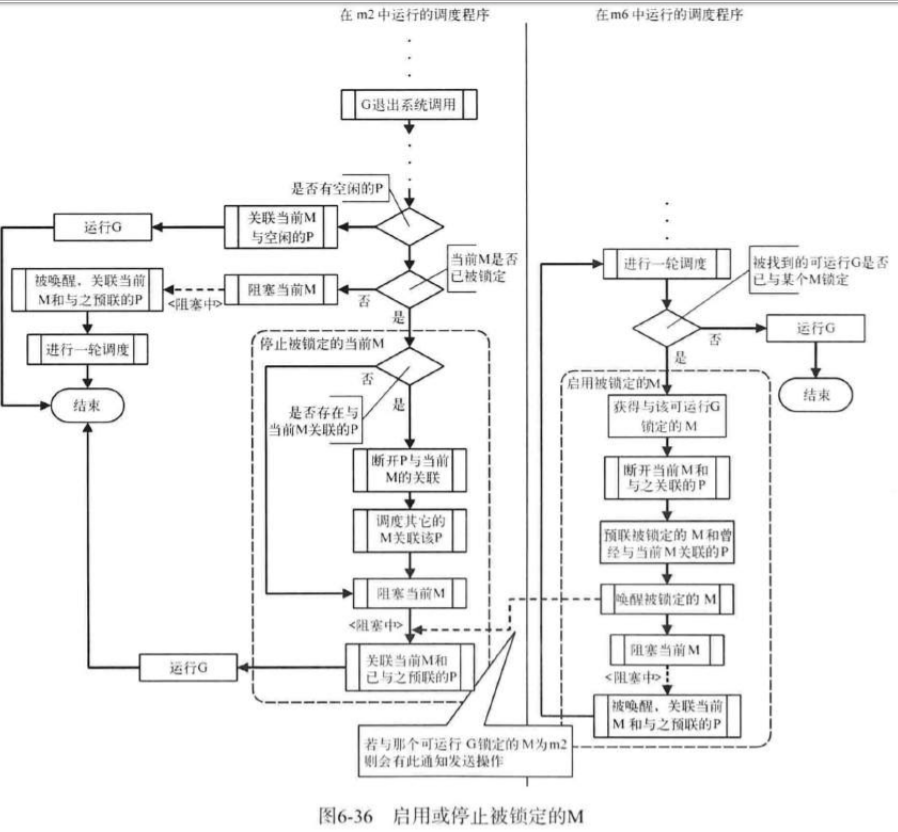 在 m2 中运行的调度程序
在m6 中运行的调度程序
G退出系统调用
是否有空闲的P
关联当前M
与空闲的P
运行G
当前M是否
已被锁定
阻塞当前M
否
<阻塞中>
被唤醒,关联当前
M和与之预联的P
进行一轮调度
结束
是
停止被锁定的当前M
否
是
是否存在与
当前M关联的P
断开P与当前
M的关联
调度其它的
M关联该P
阻塞当前M
<阻塞中>
关联当前M和
已与之预联的P
运行G
进行一轮调度
被找到的可运行G是否
已与某个M锁定
否
运行G
结束
是
启用被锁定的M
获得与该可运行G
锁定的 M
断开当前M和
与之关联的P
预联被锁定的 M和曾
经与当前M关联的P
唤醒被锁定的 M
阻塞当前 M
<阻塞中>
被唤醒,关联当前
M 和与之预联的P
若与那个可运行 G锁定的 M为m2
则会有此通知发送操作
图6-36 启用或停止被锁定的M